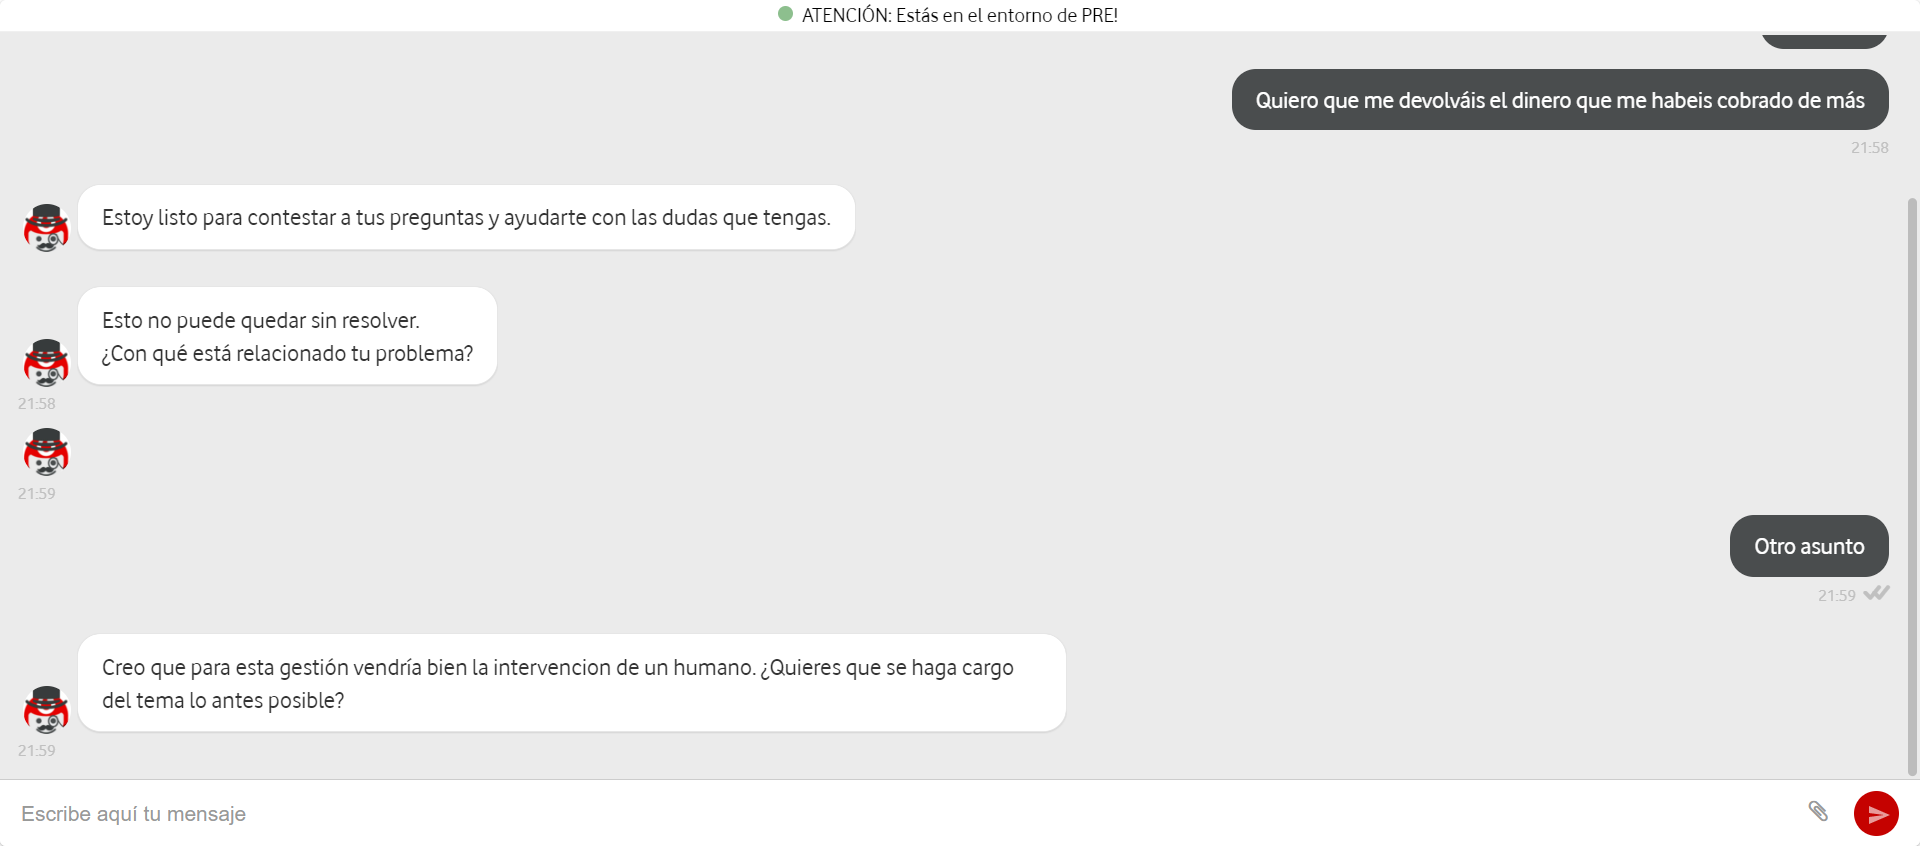 ATENCIÓN: Estás en el entorno de PRE!
Quiero que me devolváis el dinero que me habeis cobrado de más
21:58
Estoy listo para contestar a tus preguntas y ayudarte con las dudas que tengas.
Esto no puede quedar sin resolver.
¿Con qué está relacionado tu problema?
21:58
21:59
Otro asunto
21:59
Creo que para esta gestión vendría bien la intervencion de un humano. ¿Quieres que se haga cargo
del tema lo antes posible?
21:59
Escribe aquí tu mensaje